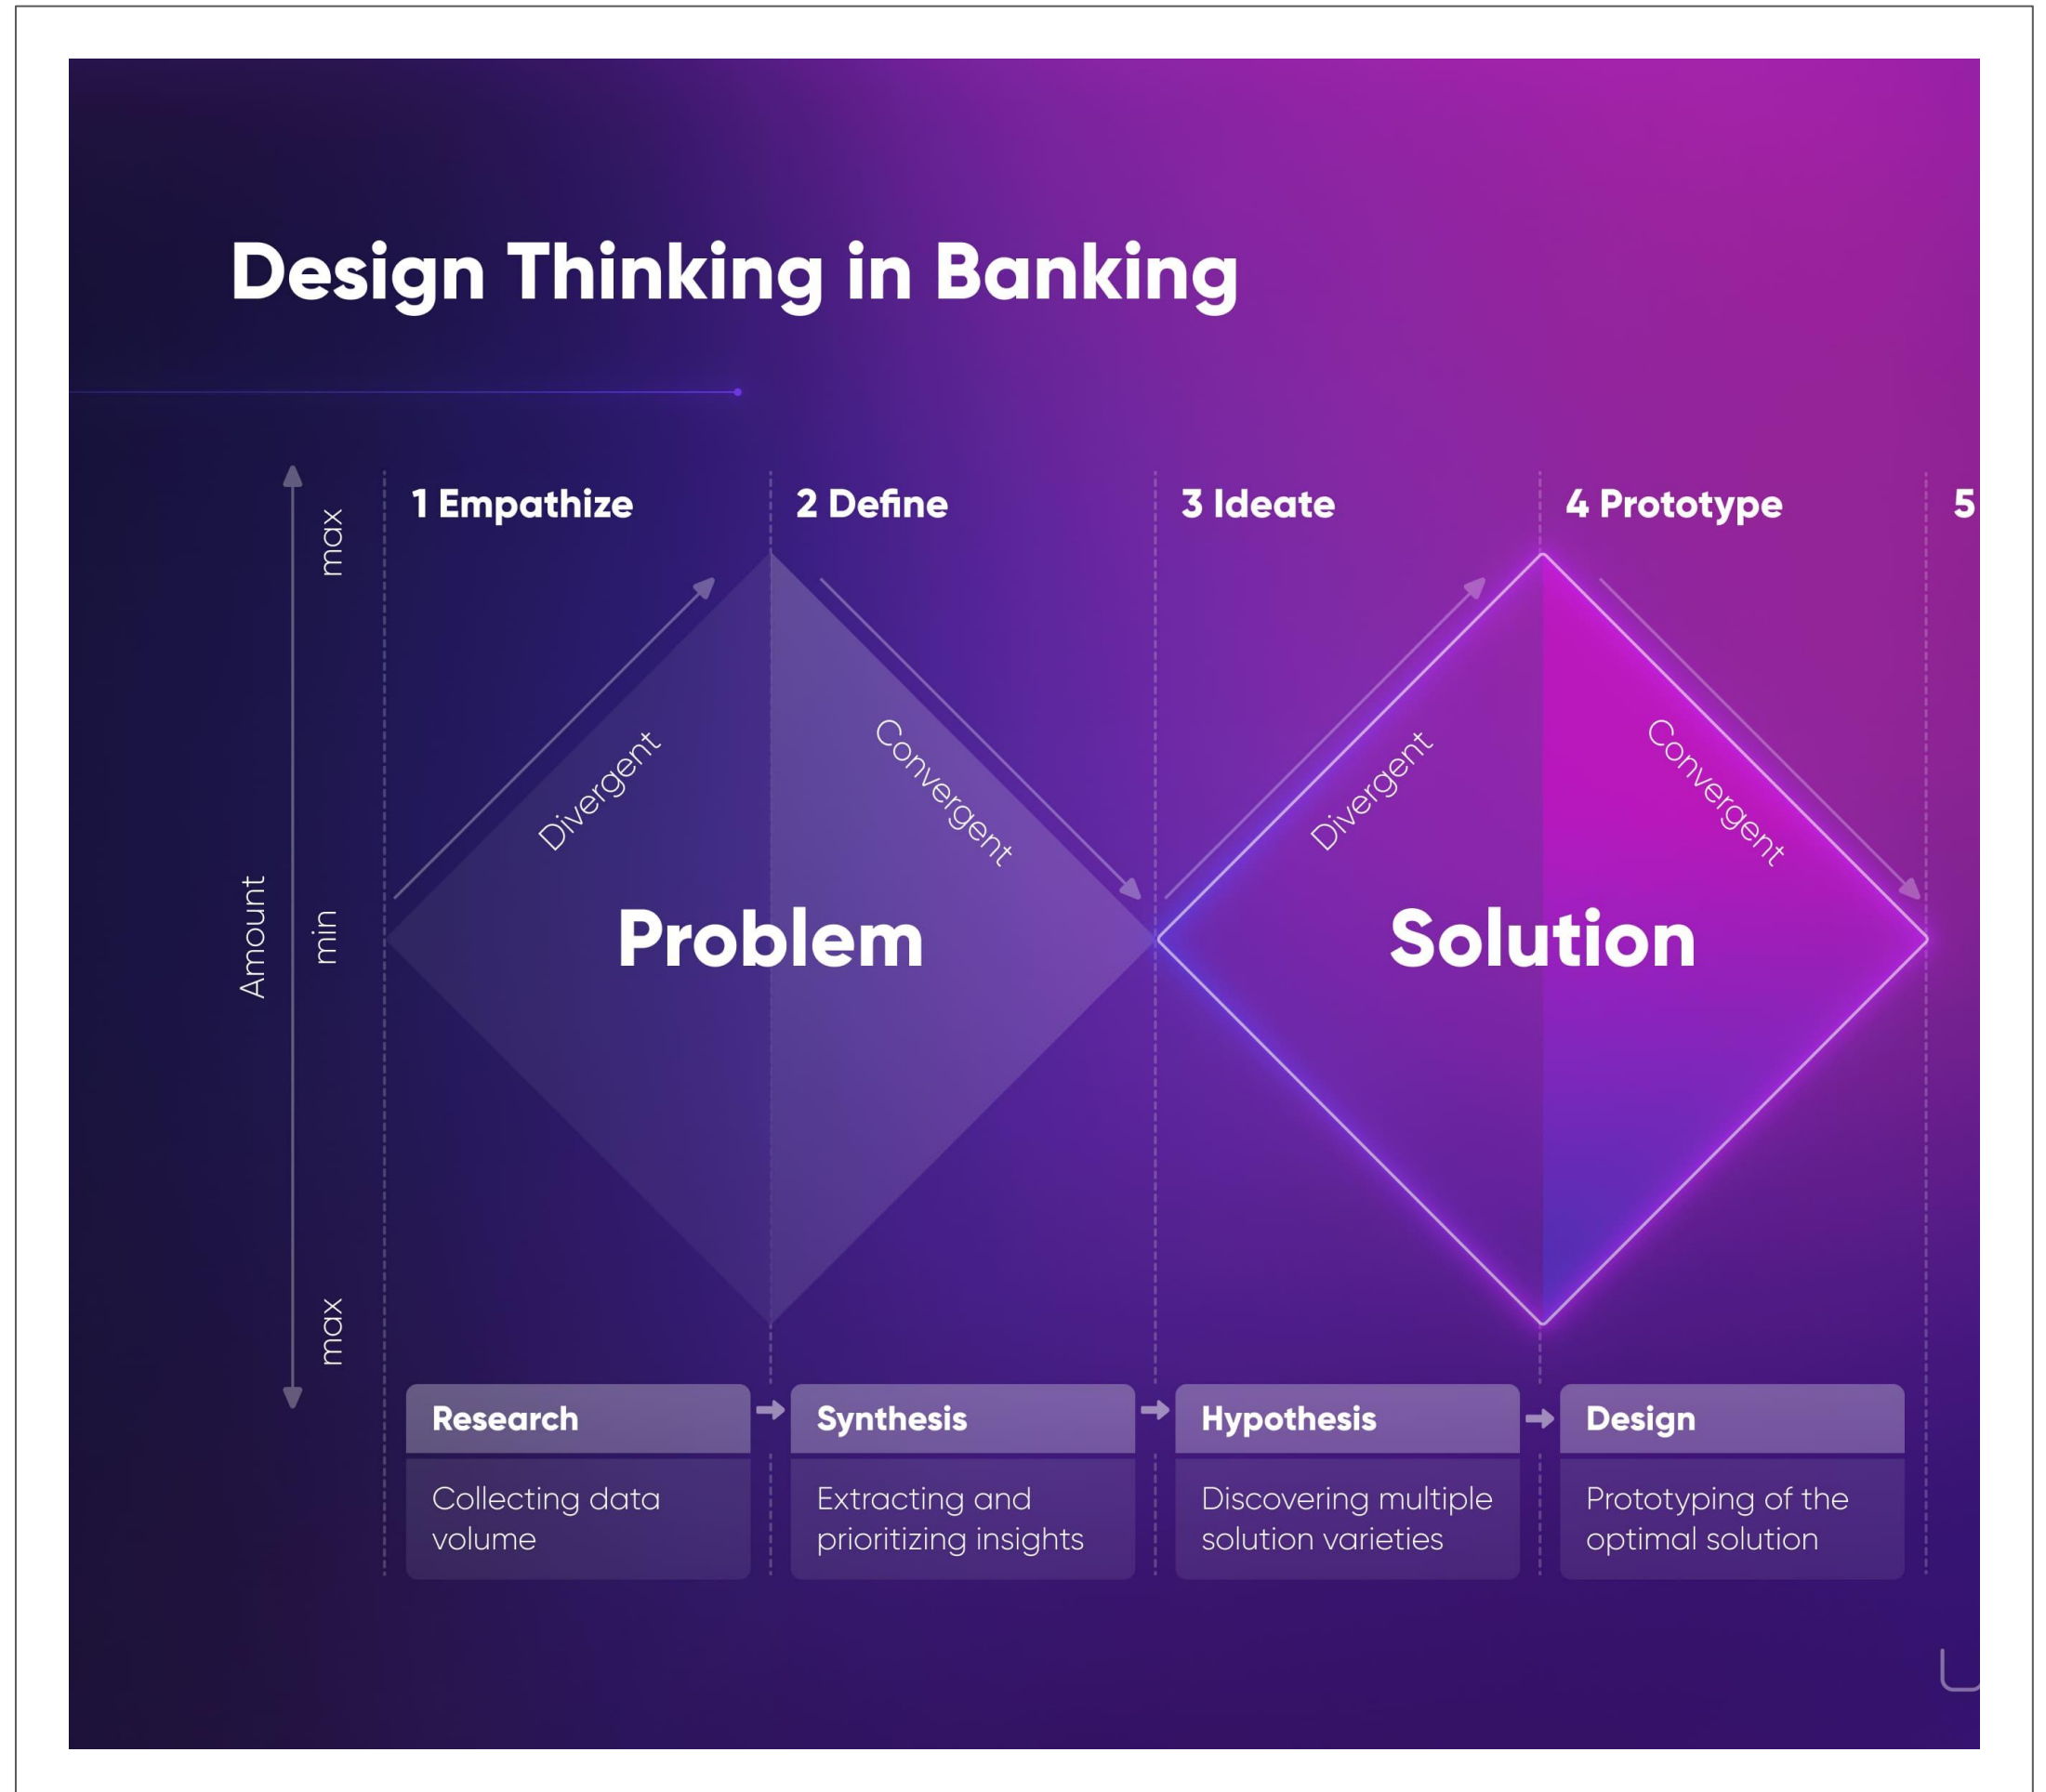 Design Thinking in Banking
1 Empathize
2 Define
3 Ideate
4 Prototype
5
max
Amount
min
max
Divergent
Convergent
Problem
Divergent
Convergent
Solution
Research
Collecting data
volume
Synthesis
Extracting and
prioritizing insights
Hypothesis
Discovering multiple
solution varieties
Design
Prototyping of the
optimal solution